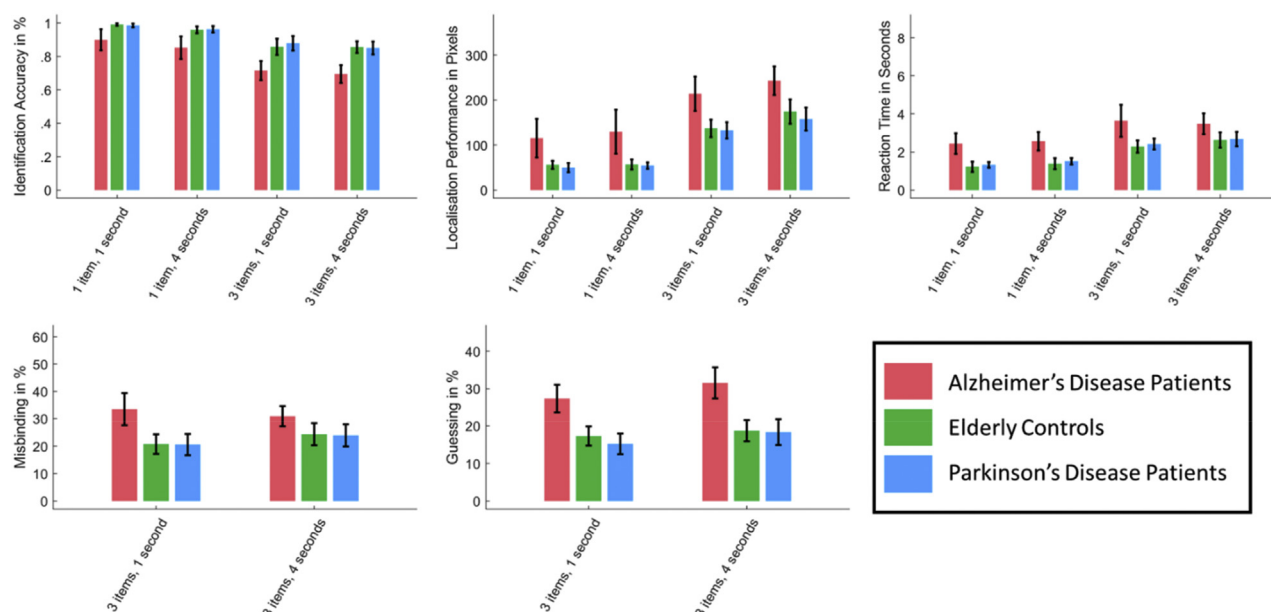 Identification Accuracy in %
1
.8
.6
.4
.2
0
1 item, 1 second
1 item, 4 seconds
3 items, 1 second
3 items, 4 seconds
Localisation Performance in Pixels
300
200
100
0
1 item, 1 second
1 item, 4 seconds
3 items, 1 second
3 items, 4 seconds
Reaction Time in Seconds
8
6
4
2
0
1 item, 1 second
1 item, 4 seconds
3 items, 1 second
3 items, 4 seconds
Misbinding in %
60
50
40
30
20
10
0
3 items, 1 second
3 items, 4 seconds
Guessing in %
40
30
20
10
0
3 items, 1 second
3 items, 4 seconds
Alzheimer's Disease Patients
Elderly Controls
Parkinson's Disease Patients